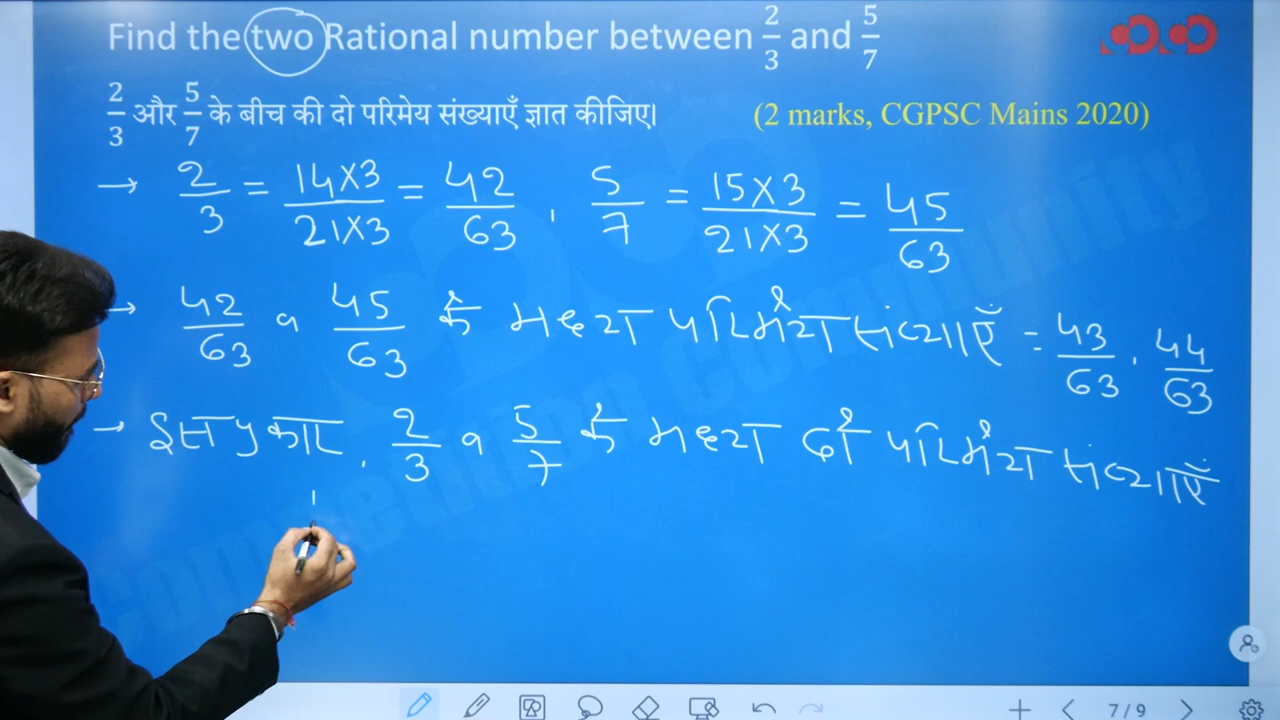 Find the two Rational number between 2/3 and 5/7
2/3 और 5/7 के बीच की दो परिमेय संख्याएँ ज्ञात कीजिए। (2 marks, CGPSC Mains 2020)
→ 2/3 = 14×3/21×3 = 42/63, 5/7 = 15×3/21×3 = 45/63
→ 42/63 व 45/63 के मध्य परिमेय संख्याएँ = 43/63, 44/63
→ इस प्रकार, 2/3 व 5/7 के मध्य दो परिमेय संख्याएँ
Competition Community
7/9